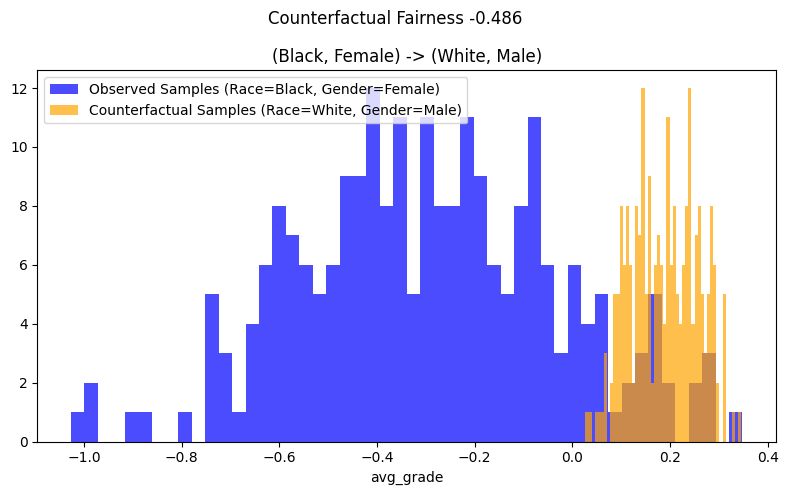 Counterfactual Fairness -0.486
(Black, Female) -> (White, Male)
Observed Samples (Race=Black, Gender=Female)
Counterfactual Samples (Race=White, Gender=Male)
12
10
8
6
4
2
0
−1.0 −0.8 −0.6 −0.4 −0.2 0.0 0.2 0.4
avg_grade